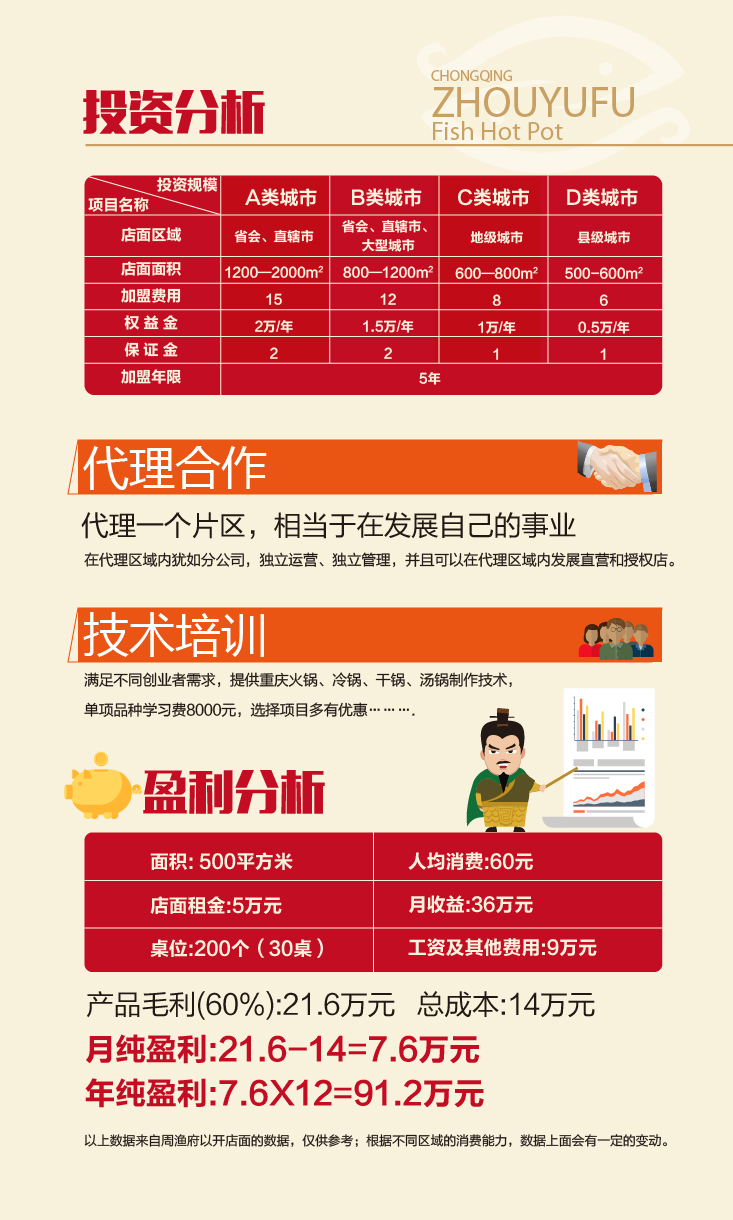 投资分析
CHONGQING
ZHOUYUFU
Fish Hot Pot
投资规模
项目名称
A类城市 B类城市 C类城市 D类城市
店面区域 省会、直辖市 省会、直辖市、大型城市 地级城市 县级城市
店面面积 1200—2000m² 800—1200m² 600—800m² 500-600m²
加盟费用 15 12 8 6
权益金 2万/年 1.5万/年 1万/年 0.5万/年
保证金 2 2 1 1
加盟年限 5年
代理合作
代理一个片区，相当于在发展自己的事业
在代理区域内犹如分公司，独立运营、独立管理，并且可以在代理区域内发展直营和授权店。
技术培训
满足不同创业者需求，提供重庆火锅、冷锅、干锅、汤锅制作技术，
单项品种学习费8000元，选择项目多有优惠……….
盈利分析
面积: 500平方米 人均消费:60元
店面租金:5万元 月收益:36万元
桌位:200个（30桌） 工资及其他费用:9万元
产品毛利(60%):21.6万元 总成本:14万元
月纯盈利:21.6-14=7.6万元
年纯盈利:7.6X12=91.2万元
以上数据来自周渔府以开店面的数据，仅供参考；根据不同区域的消费能力，数据上面会有一定的变动。